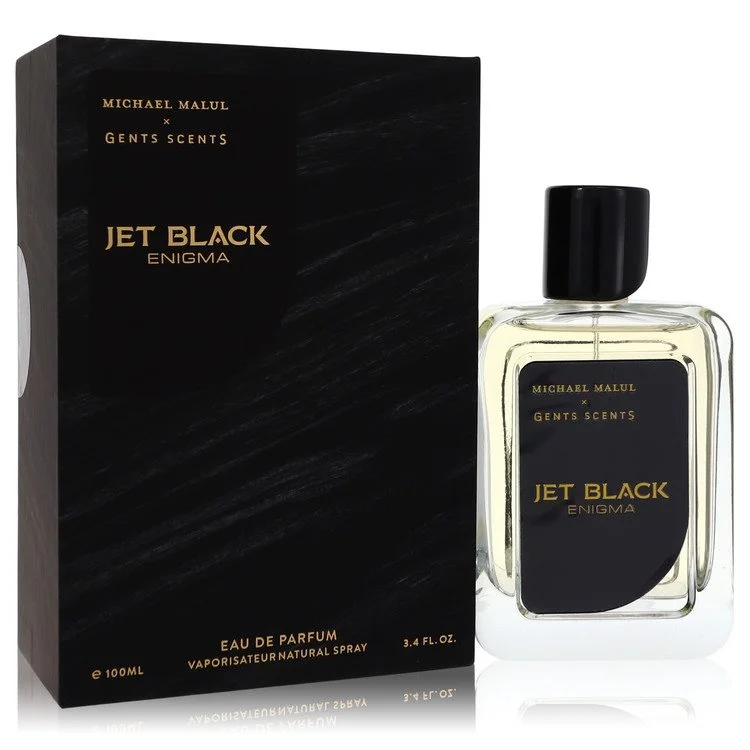 MICHAEL MALUL
×
GENTS SCENTS
JET BLACK
ENIGMA
EAU DE PARFUM
VAPORISATEUR NATURAL SPRAY
℮ 100ML
3.4 FL.OZ.
MICHAEL MALUL
×
GENTS SCENTS
JET BLACK
ENIGMA